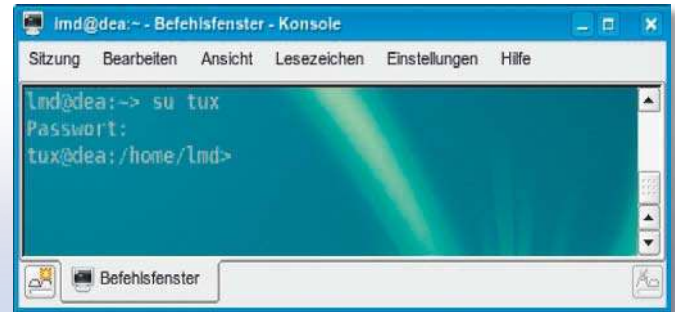 lmd@dea:~ - Befehlsfenster - Konsole
Sitzung Bearbeiten Ansicht Lesezeichen Einstellungen Hilfe
lmd@dea:~> su tux
Passwort:
tux@dea:/home/lmd>
Befehlsfenster